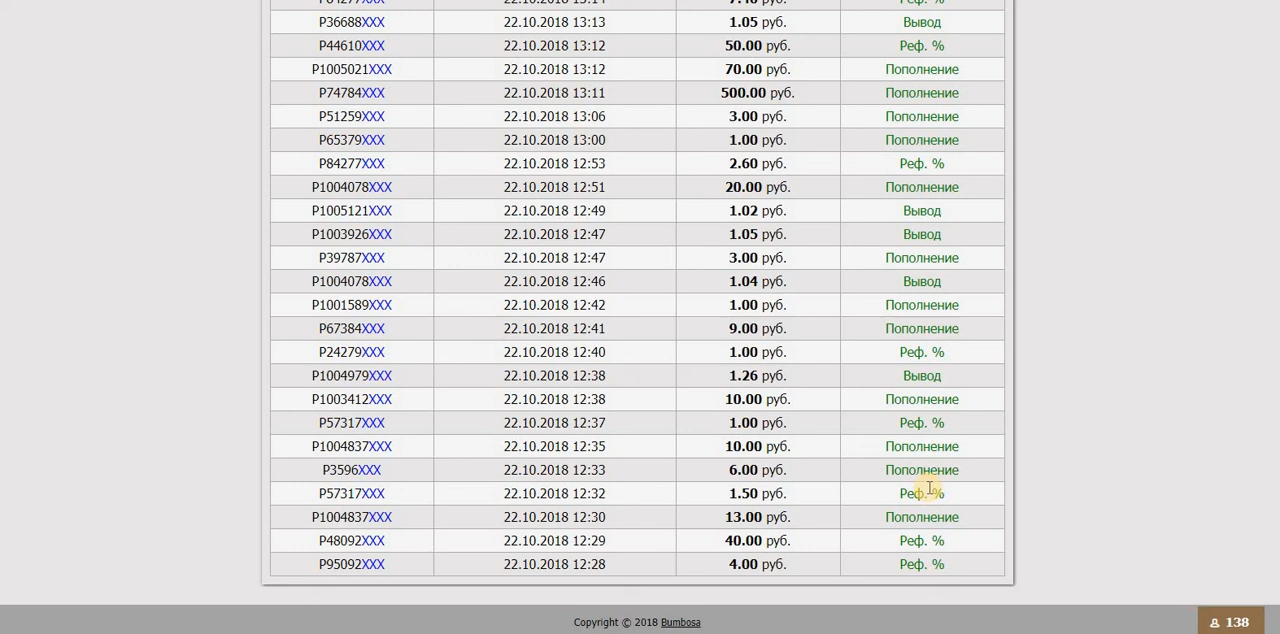 P36688XXX 22.10.2018 13:13 1.05 руб. Вывод
P44610XXX 22.10.2018 13:12 50.00 руб. Реф. %
P1005021XXX 22.10.2018 13:12 70.00 руб. Пополнение
P74784XXX 22.10.2018 13:11 500.00 руб. Пополнение
P51259XXX 22.10.2018 13:06 3.00 руб. Пополнение
P65379XXX 22.10.2018 13:00 1.00 руб. Пополнение
P84277XXX 22.10.2018 12:53 2.60 руб. Реф. %
P1004078XXX 22.10.2018 12:51 20.00 руб. Пополнение
P1005121XXX 22.10.2018 12:49 1.02 руб. Вывод
P1003926XXX 22.10.2018 12:47 1.05 руб. Вывод
P39787XXX 22.10.2018 12:47 3.00 руб. Пополнение
P1004078XXX 22.10.2018 12:46 1.04 руб. Вывод
P1001589XXX 22.10.2018 12:42 1.00 руб. Пополнение
P67384XXX 22.10.2018 12:41 9.00 руб. Пополнение
P24279XXX 22.10.2018 12:40 1.00 руб. Реф. %
P1004979XXX 22.10.2018 12:38 1.26 руб. Вывод
P1003412XXX 22.10.2018 12:38 10.00 руб. Пополнение
P57317XXX 22.10.2018 12:37 1.00 руб. Реф. %
P1004837XXX 22.10.2018 12:35 10.00 руб. Пополнение
P3596XXX 22.10.2018 12:33 6.00 руб. Пополнение
P57317XXX 22.10.2018 12:32 1.50 руб. Реф. %
P1004837XXX 22.10.2018 12:30 13.00 руб. Пополнение
P48092XXX 22.10.2018 12:29 40.00 руб. Реф. %
P95092XXX 22.10.2018 12:28 4.00 руб. Реф. %
Copyright © 2018 Bumbosa
138